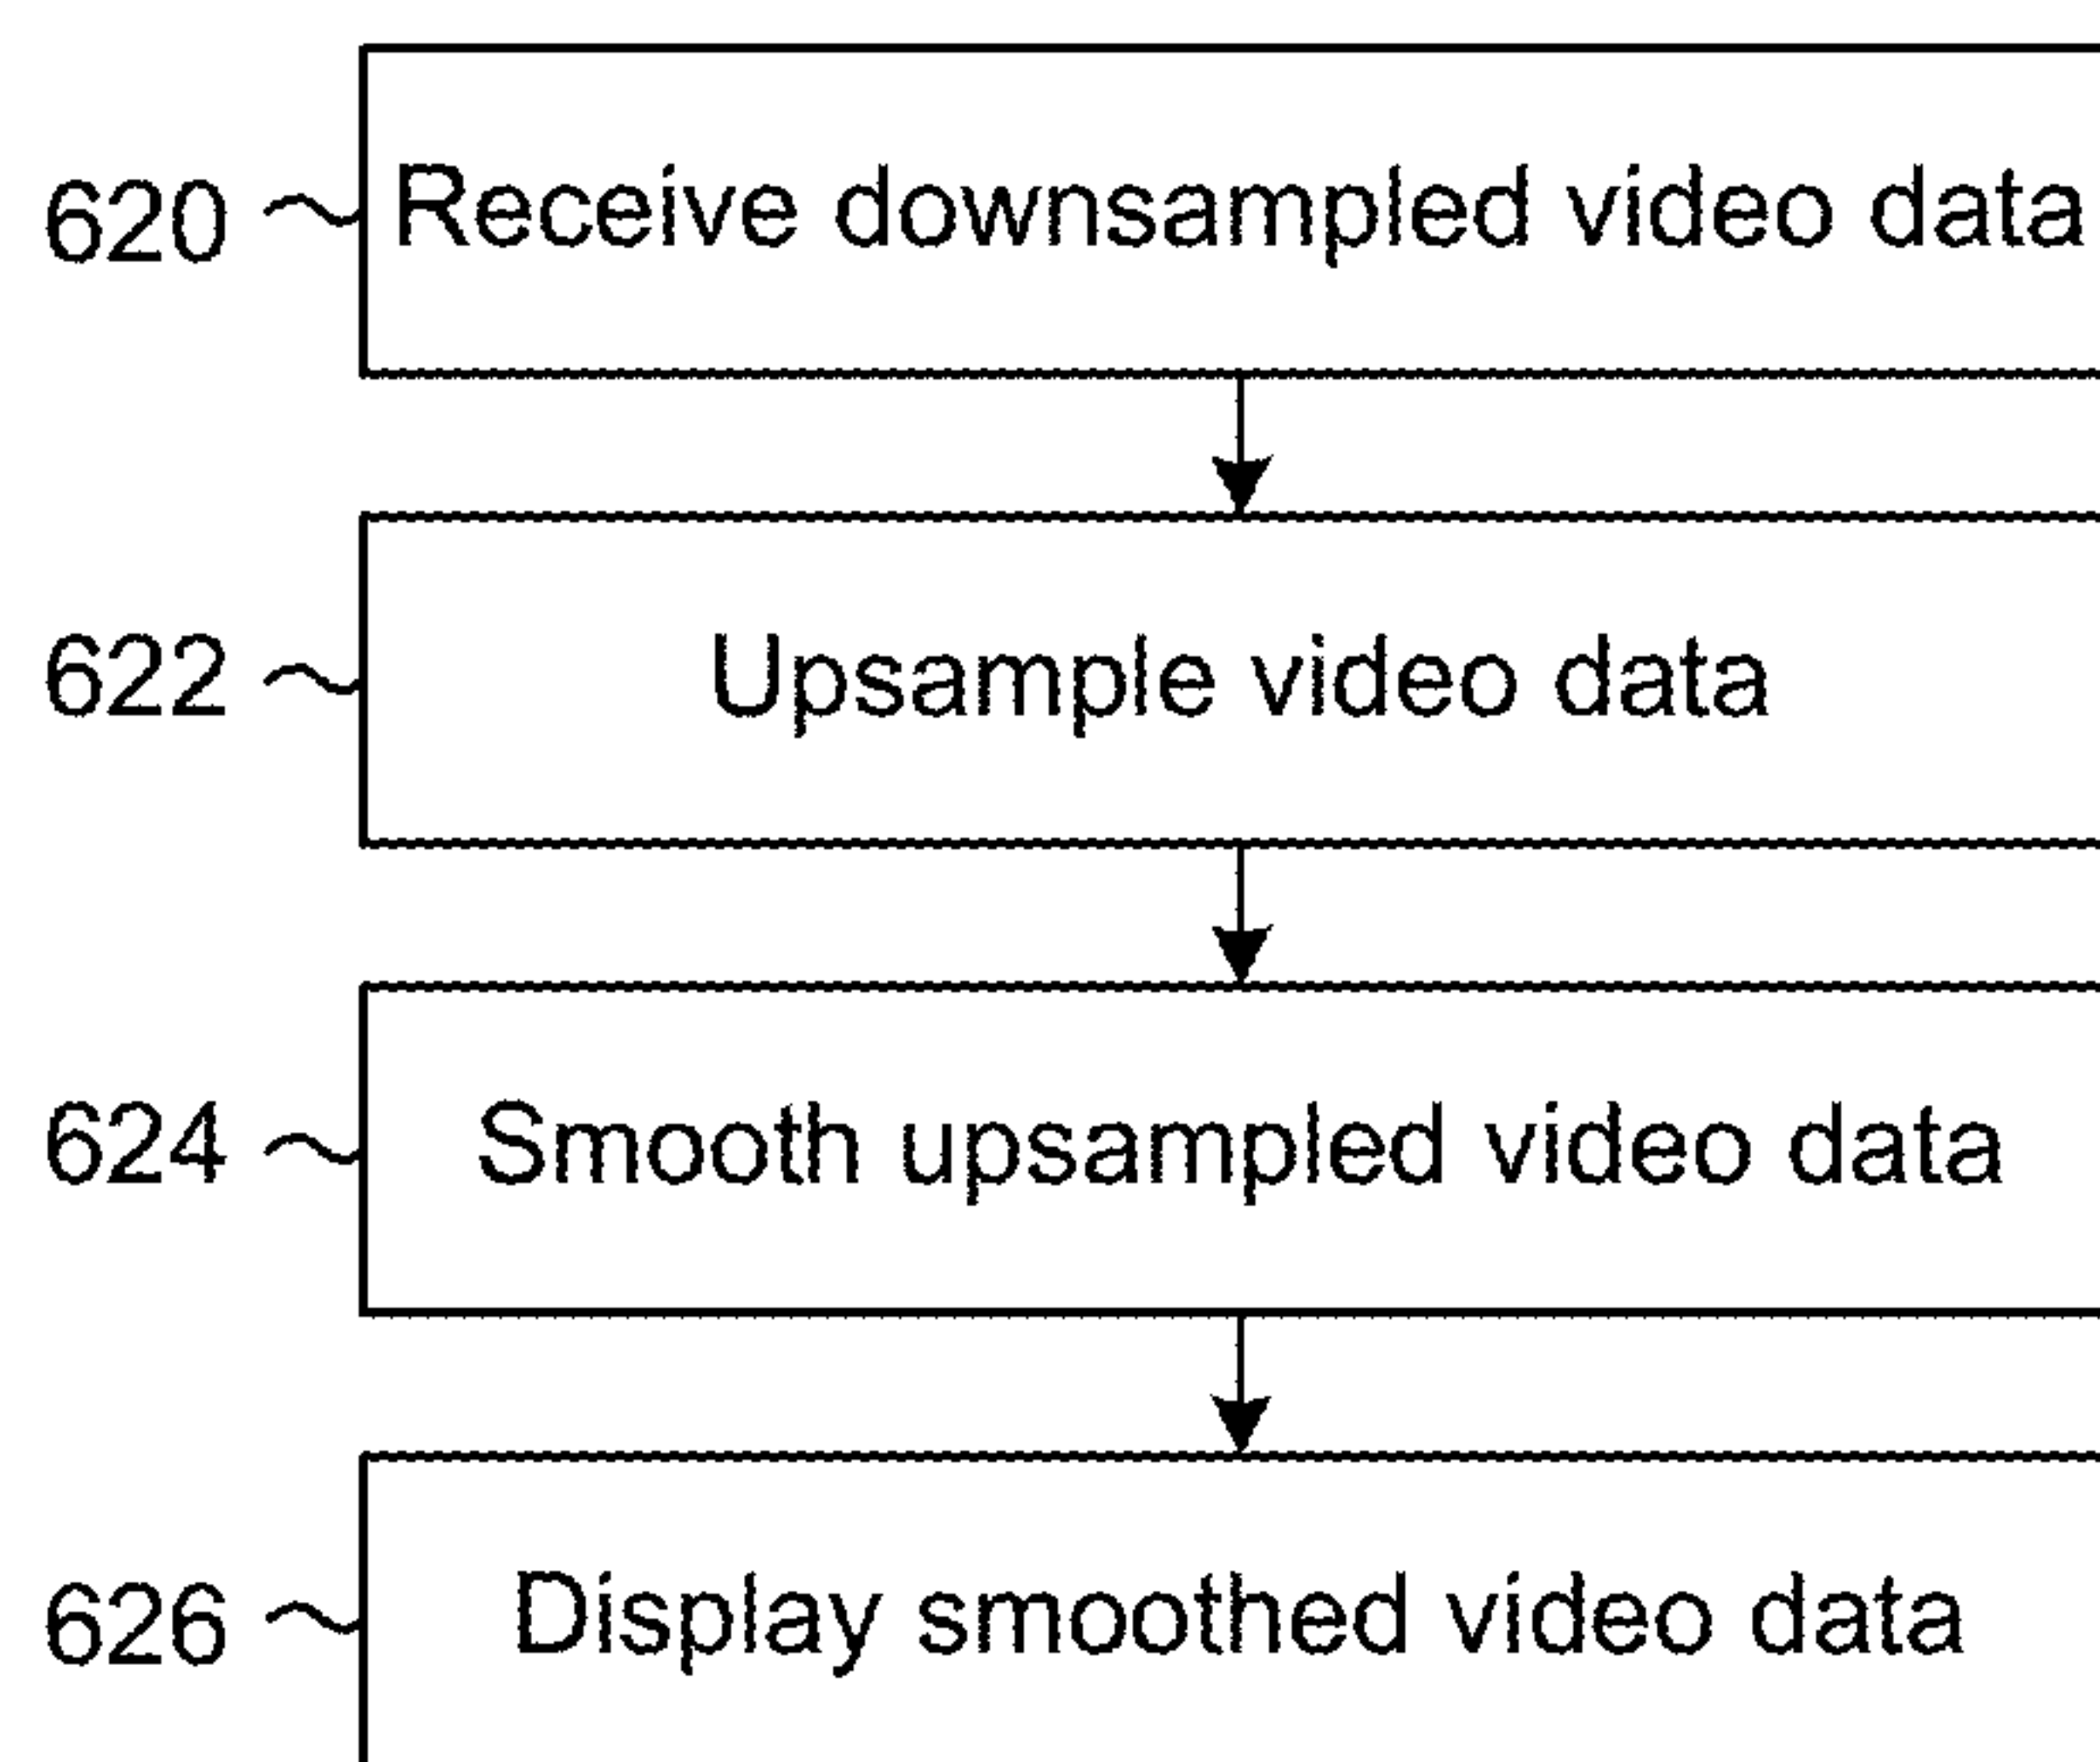 620 Receive downsampled video data
622 Upsample video data
624 Smooth upsampled video data
626 Display smoothed video data